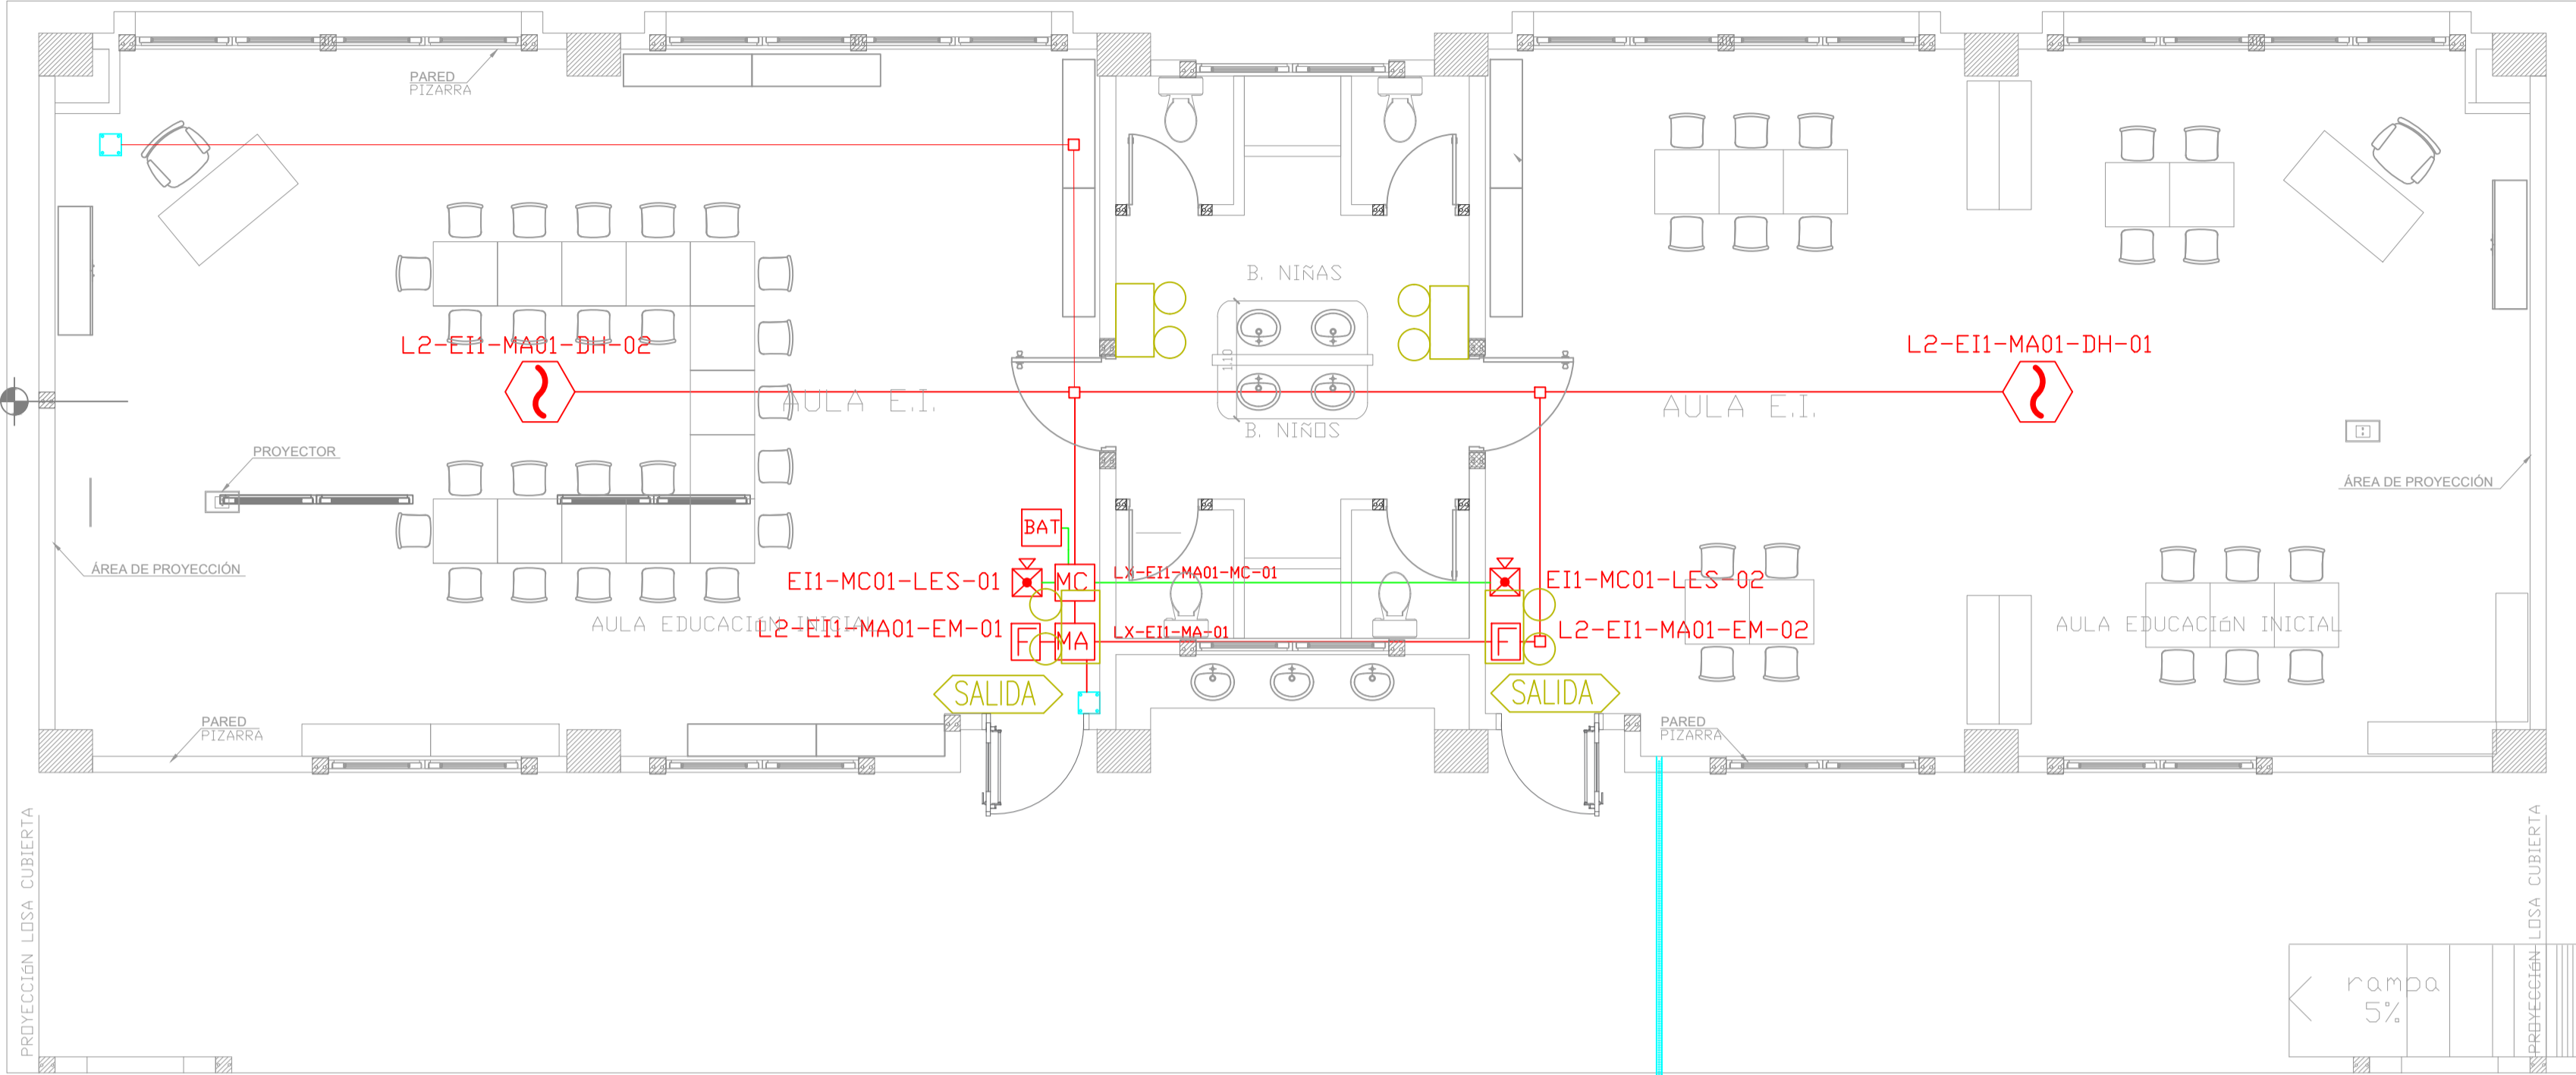 PARED
PIZARRA
B. NIÑAS
L2-EI1-MA01-DH-02
L2-EI1-MA01-DH-01
1.10
AULA E.I.
AULA E.I.
B. NIÑOS
PROYECTOR
ÁREA DE PROYECCIÓN
BAT
ÁREA DE PROYECCIÓN
EI1-MC01-LES-01
MC
LX-EI1-MA01-MC-01
EI1-MC01-LES-02
AULA EDUCACIóN INICIAL
AULA EDUCACIóN INICIAL
L2-EI1-MA01-EM-01
F
MA
LX-EI1-MA-01
F
L2-EI1-MA01-EM-02
SALIDA
SALIDA
PARED
PIZARRA
PARED
PIZARRA
PROYECCIóN LOSA CUBIERTA
PROYECCIóN LOSA CUBIERTA
rampa
5%